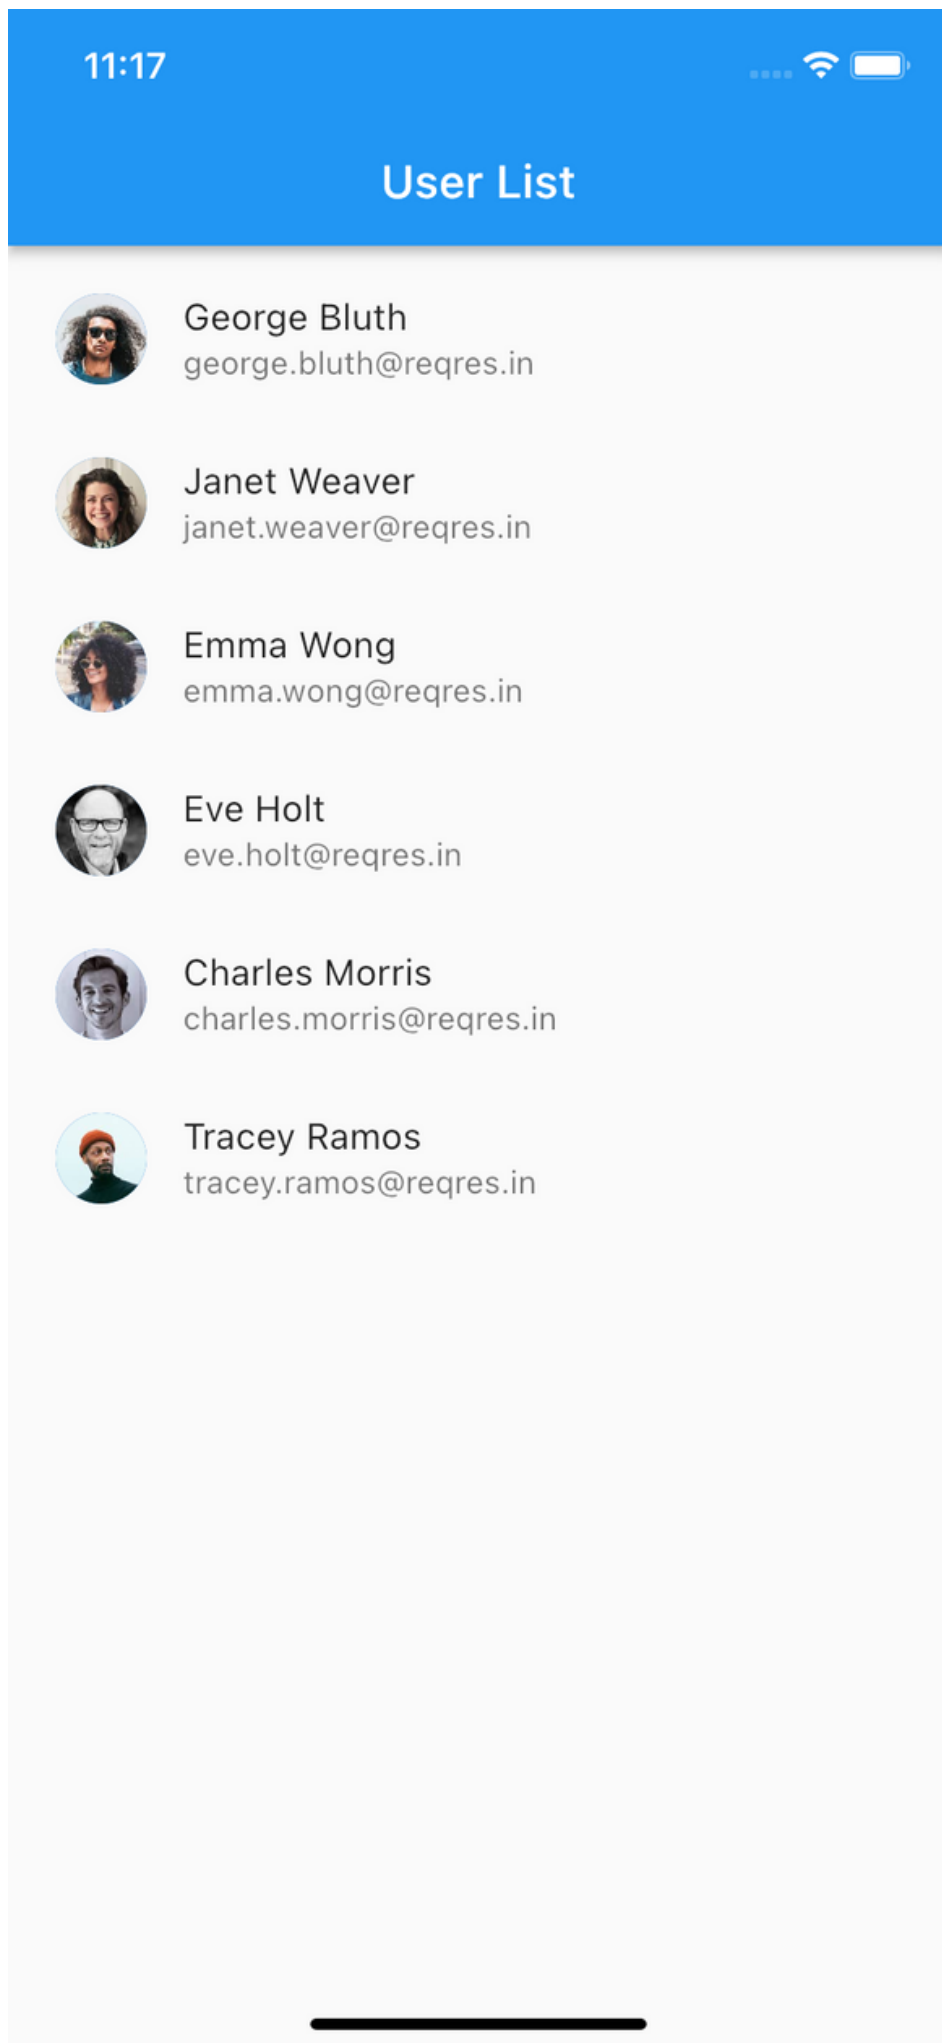 11:17
User List
George Bluth
george.bluth@reqres.in
Janet Weaver
janet.weaver@reqres.in
Emma Wong
emma.wong@reqres.in
Eve Holt
eve.holt@reqres.in
Charles Morris
charles.morris@reqres.in
Tracey Ramos
tracey.ramos@reqres.in